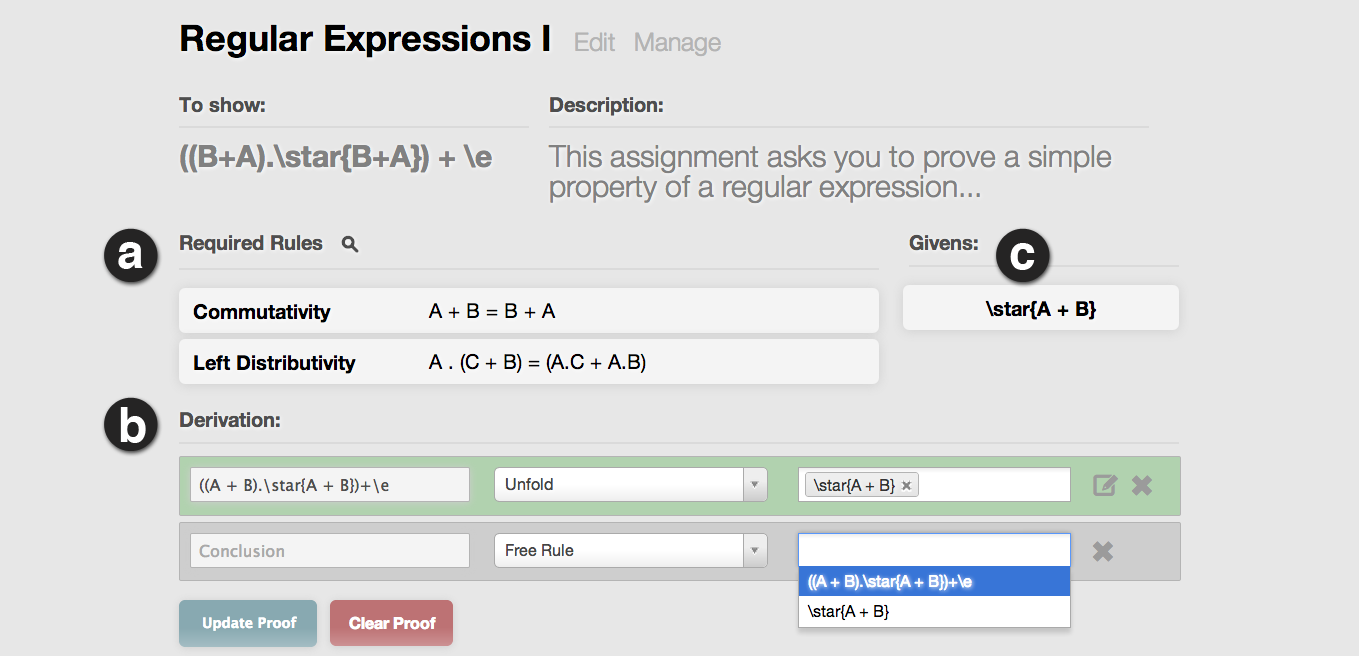 Regular Expressions I Edit Manage
To show: Description:
((B+A).\star{B+A}) + \e This assignment asks you to prove a simple
property of a regular expression...
a Required Rules Givens: c
Commutativity A + B = B + A \star{A + B}
Left Distributivity A . (C + B) = (A.C + A.B)
b Derivation:
((A + B).\star{A + B})+\e Unfold \star{A + B} ×
Conclusion Free Rule
((A + B).\star{A + B})+\e
\star{A + B}
Update Proof Clear Proof